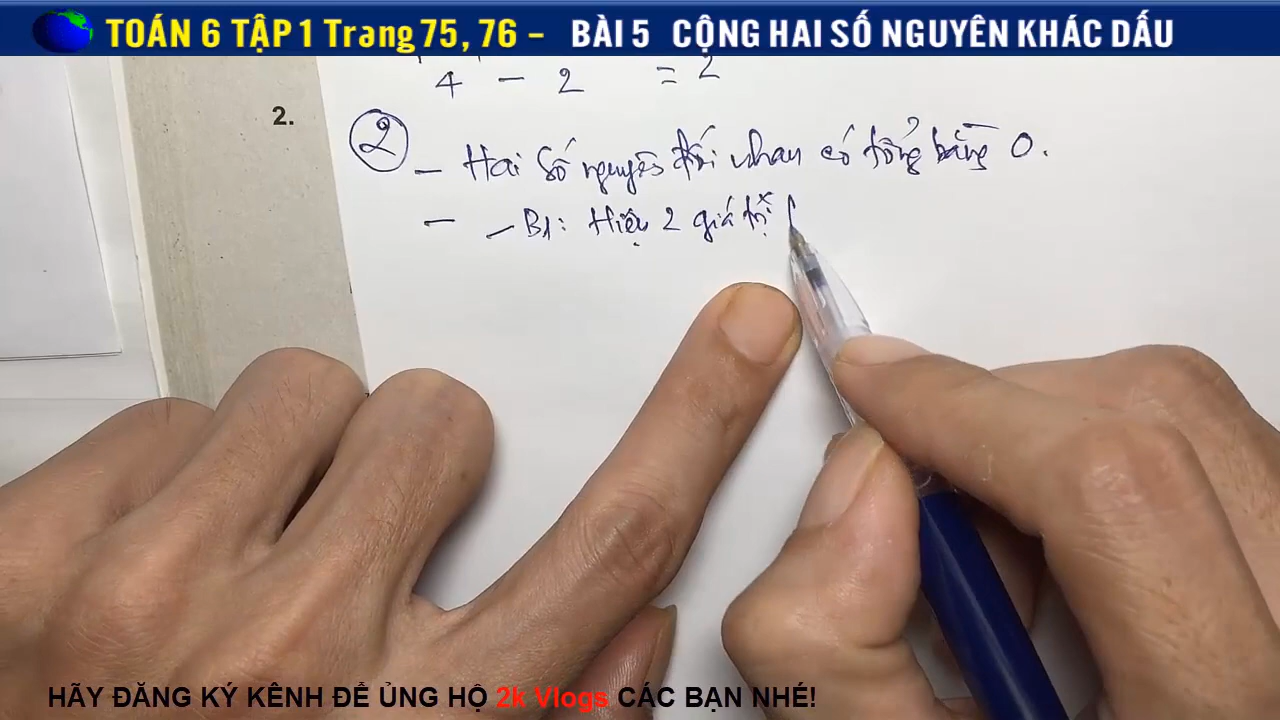 TOÁN 6 TẬP 1 Trang 75, 76 – BÀI 5 CỘNG HAI SỐ NGUYÊN KHÁC DẤU
4 – 2 = 2
2.
② – Hai số nguyên đối nhau có tổng bằng 0.
– – B1: Hiệu 2 giá trị
HÃY ĐĂNG KÝ KÊNH ĐỂ ỦNG HỘ 2k Vlogs CÁC BẠN NHÉ!